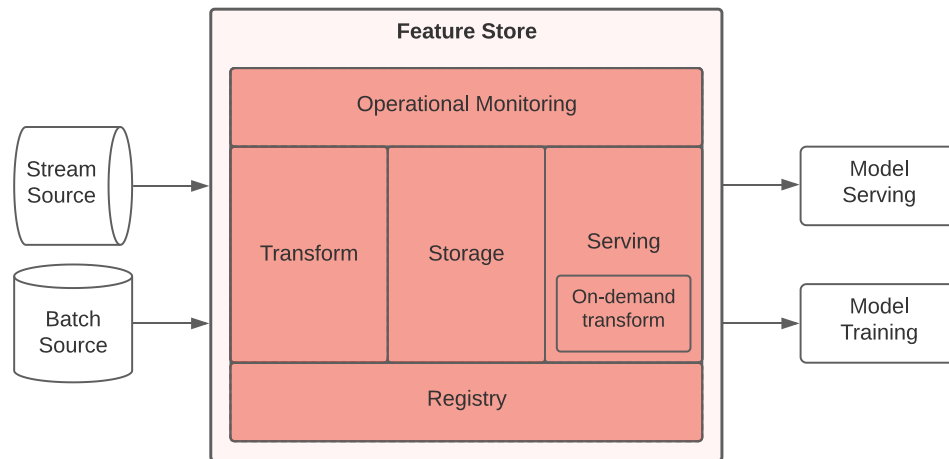 Feature Store
Operational Monitoring
Stream
Source
Batch
Source
Transform
Storage
Serving
On-demand
transform
Registry
Model
Serving
Model
Training